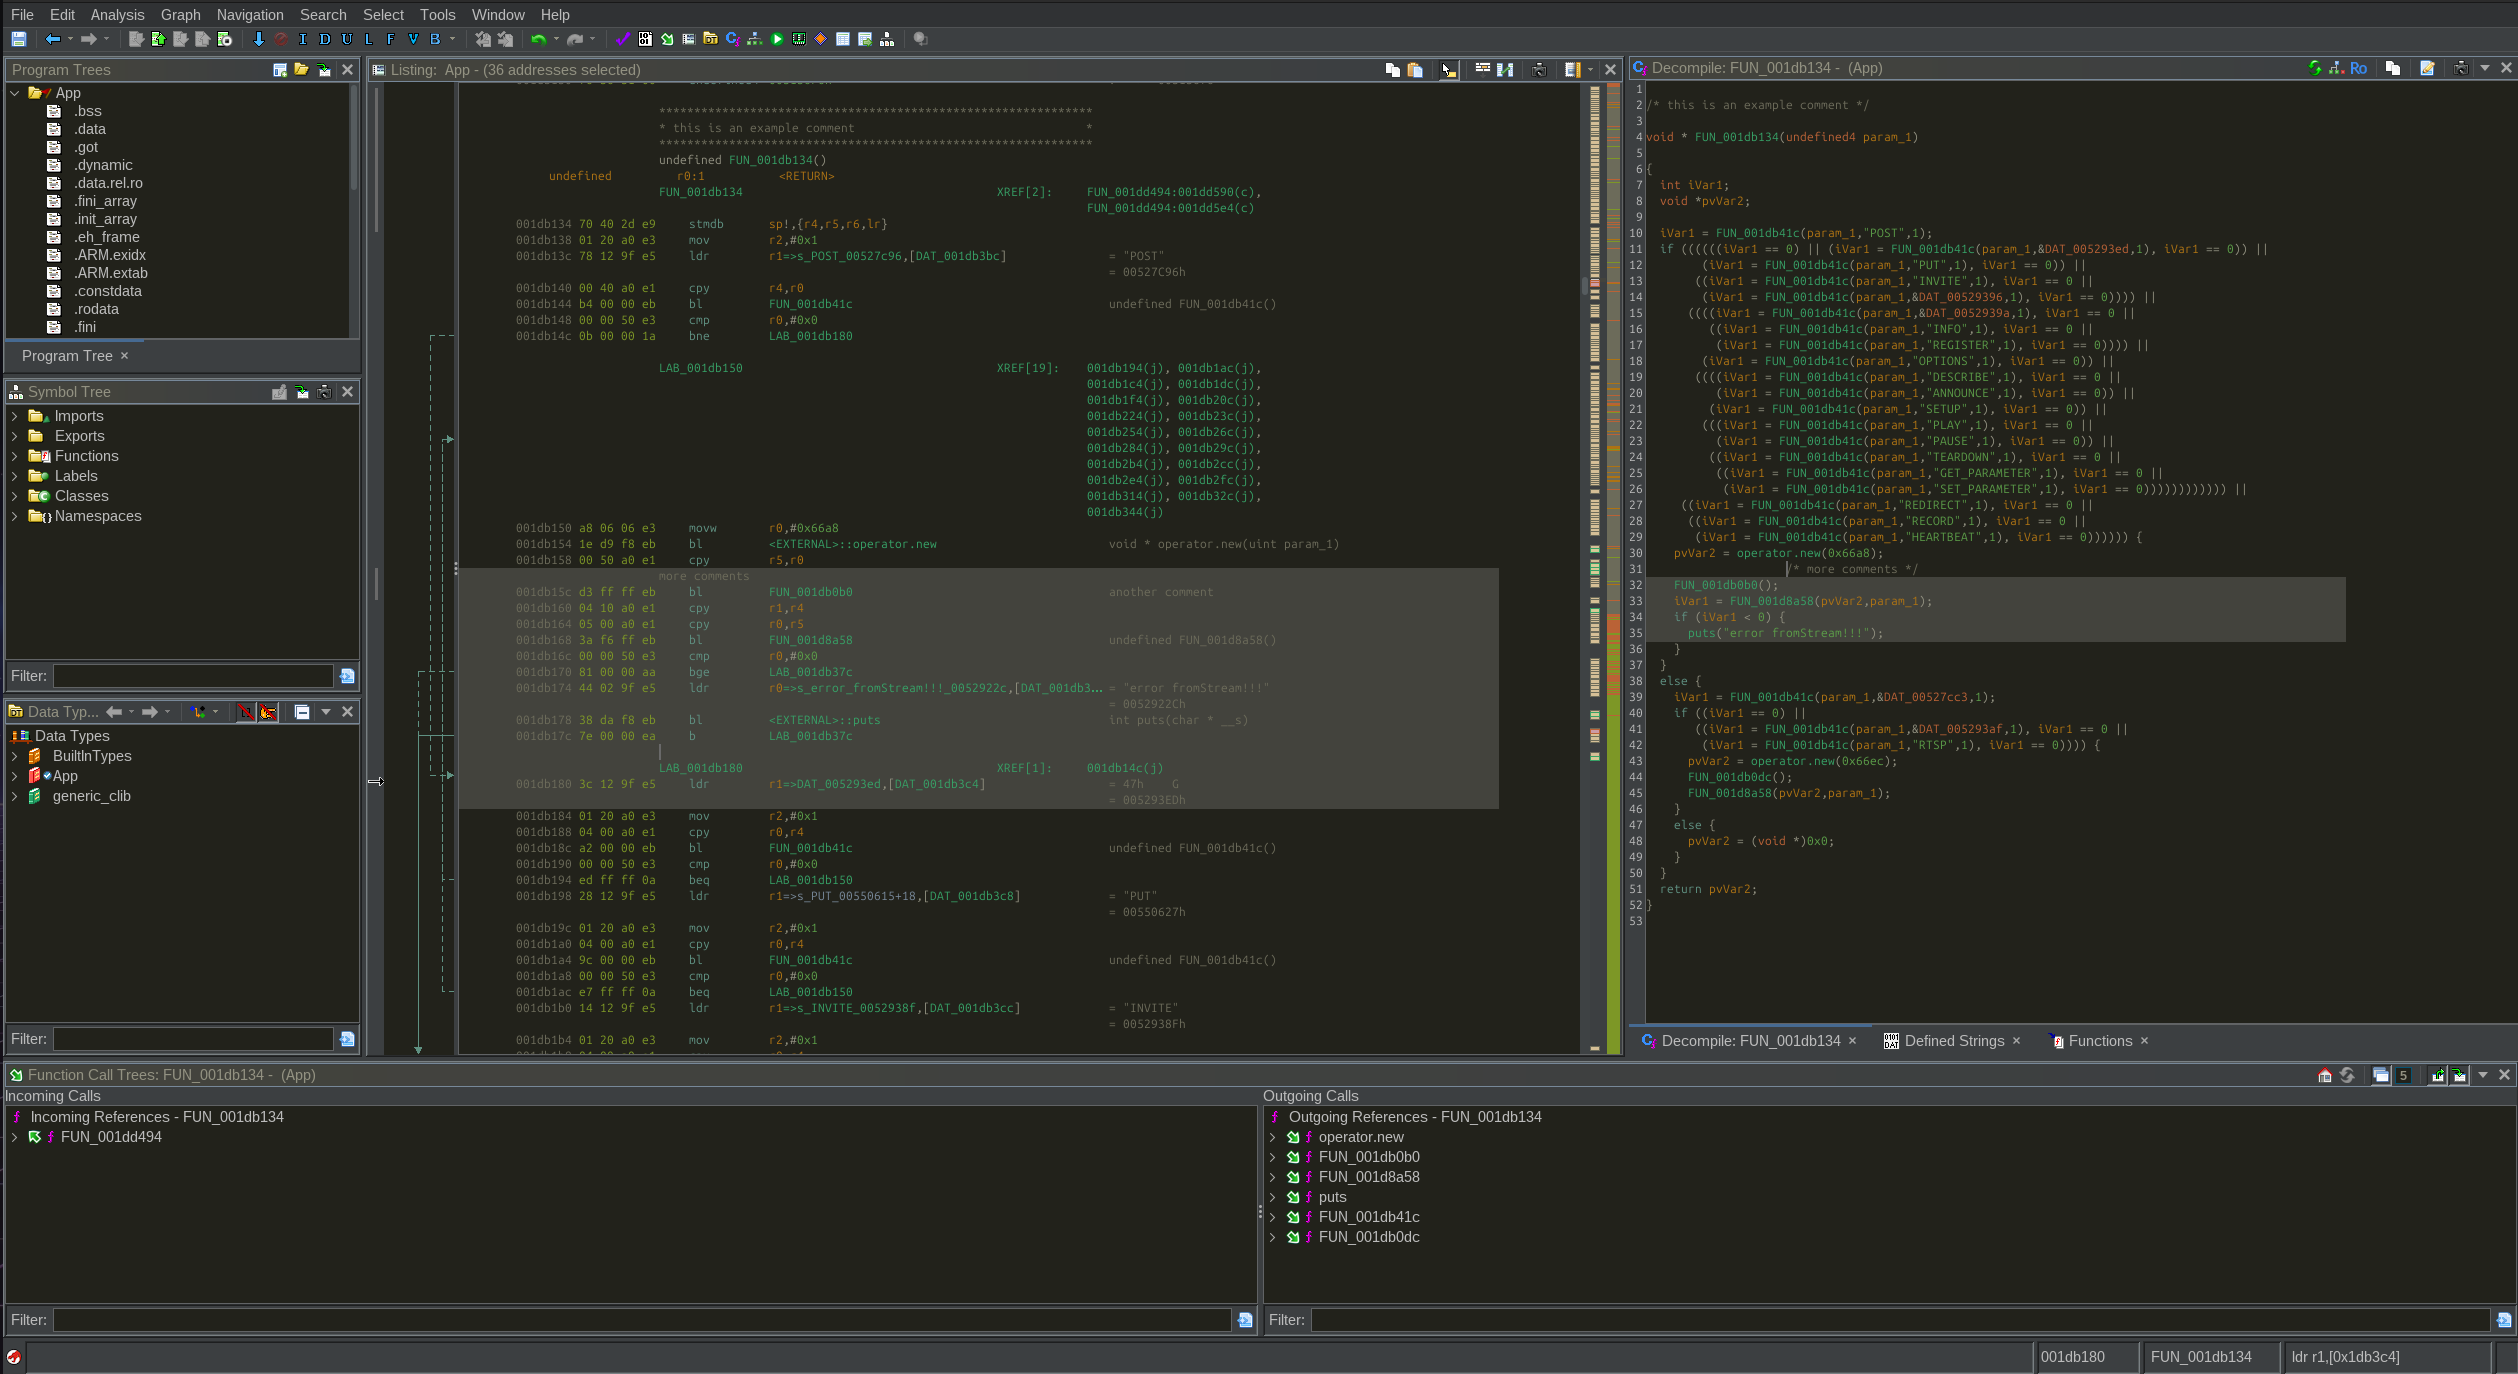 File Edit Analysis Graph Navigation Search Select Tools Window Help
I D U L F V B
Program Trees
App
.bss
.data
.got
.dynamic
.data.rel.ro
.fini_array
.init_array
.eh_frame
.ARM.exidx
.ARM.extab
.constdata
.rodata
.fini
Program Tree ×
Symbol Tree
Imports
Exports
Functions
Labels
Classes
Namespaces
Filter:
Data Typ...
Data Types
BuiltInTypes
App
generic_clib
Filter:
Listing: App - (36 addresses selected)
**************************************************************
* this is an example comment *
**************************************************************
undefined FUN_001db134()
undefined r0:1 <RETURN>
FUN_001db134 XREF[2]: FUN_001dd494:001dd590(c),
FUN_001dd494:001dd5e4(c)
001db134 70 40 2d e9 stmdb sp!,{r4,r5,r6,lr}
001db138 01 20 a0 e3 mov r2,#0x1
001db13c 78 12 9f e5 ldr r1=>s_POST_00527c96,[DAT_001db3bc] = "POST"
= 00527C96h
001db140 00 40 a0 e1 cpy r4,r0
001db144 b4 00 00 eb bl FUN_001db41c undefined FUN_001db41c()
001db148 00 00 50 e3 cmp r0,#0x0
001db14c 0b 00 00 1a bne LAB_001db180
LAB_001db150 XREF[19]: 001db194(j), 001db1ac(j),
001db1c4(j), 001db1dc(j),
001db1f4(j), 001db20c(j),
001db224(j), 001db23c(j),
001db254(j), 001db26c(j),
001db284(j), 001db29c(j),
001db2b4(j), 001db2cc(j),
001db2e4(j), 001db2fc(j),
001db314(j), 001db32c(j),
001db344(j)
001db150 a8 06 06 e3 movw r0,#0x66a8
001db154 1e d9 f8 eb bl <EXTERNAL>::operator.new void * operator.new(uint param_1)
001db158 00 50 a0 e1 cpy r5,r0
more comments
001db15c d3 ff ff eb bl FUN_001db0b0 another comment
001db160 04 10 a0 e1 cpy r1,r4
001db164 05 00 a0 e1 cpy r0,r5
001db168 3a f6 ff eb bl FUN_001d8a58 undefined FUN_001d8a58()
001db16c 00 00 50 e3 cmp r0,#0x0
001db170 81 00 00 aa bge LAB_001db37c
001db174 44 02 9f e5 ldr r0=>s_error_fromStream!!!_0052922c,[DAT_001db3... = "error fromStream!!!"
= 0052922Ch
001db178 38 da f8 eb bl <EXTERNAL>::puts int puts(char * __s)
001db17c 7e 00 00 ea b LAB_001db37c
LAB_001db180 XREF[1]: 001db14c(j)
001db180 3c 12 9f e5 ldr r1=>DAT_005293ed,[DAT_001db3c4] = 47h G
= 005293EDh
001db184 01 20 a0 e3 mov r2,#0x1
001db188 04 00 a0 e1 cpy r0,r4
001db18c a2 00 00 eb bl FUN_001db41c undefined FUN_001db41c()
001db190 00 00 50 e3 cmp r0,#0x0
001db194 ed ff ff 0a beq LAB_001db150
001db198 28 12 9f e5 ldr r1=>s_PUT_00550615+18,[DAT_001db3c8] = "PUT"
= 00550627h
001db19c 01 20 a0 e3 mov r2,#0x1
001db1a0 04 00 a0 e1 cpy r0,r4
001db1a4 9c 00 00 eb bl FUN_001db41c undefined FUN_001db41c()
001db1a8 00 00 50 e3 cmp r0,#0x0
001db1ac e7 ff ff 0a beq LAB_001db150
001db1b0 14 12 9f e5 ldr r1=>s_INVITE_0052938f,[DAT_001db3cc] = "INVITE"
= 0052938Fh
001db1b4 01 20 a0 e3 mov r2,#0x1
Decompile: FUN_001db134 - (App)
Ro
1
2 /* this is an example comment */
3
4 void * FUN_001db134(undefined4 param_1)
5
6 {
7 int iVar1;
8 void *pvVar2;
9
10 iVar1 = FUN_001db41c(param_1,"POST",1);
11 if ((((((iVar1 == 0) || (iVar1 = FUN_001db41c(param_1,&DAT_005293ed,1), iVar1 == 0)) ||
12 (iVar1 = FUN_001db41c(param_1,"PUT",1), iVar1 == 0)) ||
13 ((iVar1 = FUN_001db41c(param_1,"INVITE",1), iVar1 == 0 ||
14 (iVar1 = FUN_001db41c(param_1,&DAT_00529396,1), iVar1 == 0)))) ||
15 ((((iVar1 = FUN_001db41c(param_1,&DAT_0052939a,1), iVar1 == 0 ||
16 ((iVar1 = FUN_001db41c(param_1,"INFO",1), iVar1 == 0 ||
17 (iVar1 = FUN_001db41c(param_1,"REGISTER",1), iVar1 == 0)))) ||
18 (iVar1 = FUN_001db41c(param_1,"OPTIONS",1), iVar1 == 0)) ||
19 ((((iVar1 = FUN_001db41c(param_1,"DESCRIBE",1), iVar1 == 0 ||
20 (iVar1 = FUN_001db41c(param_1,"ANNOUNCE",1), iVar1 == 0)) ||
21 (iVar1 = FUN_001db41c(param_1,"SETUP",1), iVar1 == 0)) ||
22 (((iVar1 = FUN_001db41c(param_1,"PLAY",1), iVar1 == 0 ||
23 (iVar1 = FUN_001db41c(param_1,"PAUSE",1), iVar1 == 0)) ||
24 ((iVar1 = FUN_001db41c(param_1,"TEARDOWN",1), iVar1 == 0 ||
25 ((iVar1 = FUN_001db41c(param_1,"GET_PARAMETER",1), iVar1 == 0 ||
26 (iVar1 = FUN_001db41c(param_1,"SET_PARAMETER",1), iVar1 == 0)))))))))))) ||
27 ((iVar1 = FUN_001db41c(param_1,"REDIRECT",1), iVar1 == 0 ||
28 ((iVar1 = FUN_001db41c(param_1,"RECORD",1), iVar1 == 0 ||
29 (iVar1 = FUN_001db41c(param_1,"HEARTBEAT",1), iVar1 == 0)))))) {
30 pvVar2 = operator.new(0x66a8);
31 /* more comments */
32 FUN_001db0b0();
33 iVar1 = FUN_001d8a58(pvVar2,param_1);
34 if (iVar1 < 0) {
35 puts("error fromStream!!!");
36 }
37 }
38 else {
39 iVar1 = FUN_001db41c(param_1,&DAT_00527cc3,1);
40 if ((iVar1 == 0) ||
41 ((iVar1 = FUN_001db41c(param_1,&DAT_005293af,1), iVar1 == 0 ||
42 (iVar1 = FUN_001db41c(param_1,"RTSP",1), iVar1 == 0)))) {
43 pvVar2 = operator.new(0x66ec);
44 FUN_001db0dc();
45 FUN_001d8a58(pvVar2,param_1);
46 }
47 else {
48 pvVar2 = (void *)0x0;
49 }
50 }
51 return pvVar2;
52 }
53
Decompile: FUN_001db134 × Defined Strings × Functions ×
Function Call Trees: FUN_001db134 - (App)
5
Incoming Calls
Incoming References - FUN_001db134
FUN_001dd494
Filter:
Outgoing Calls
Outgoing References - FUN_001db134
operator.new
FUN_001db0b0
FUN_001d8a58
puts
FUN_001db41c
FUN_001db0dc
Filter:
001db180 FUN_001db134 ldr r1,[0x1db3c4]